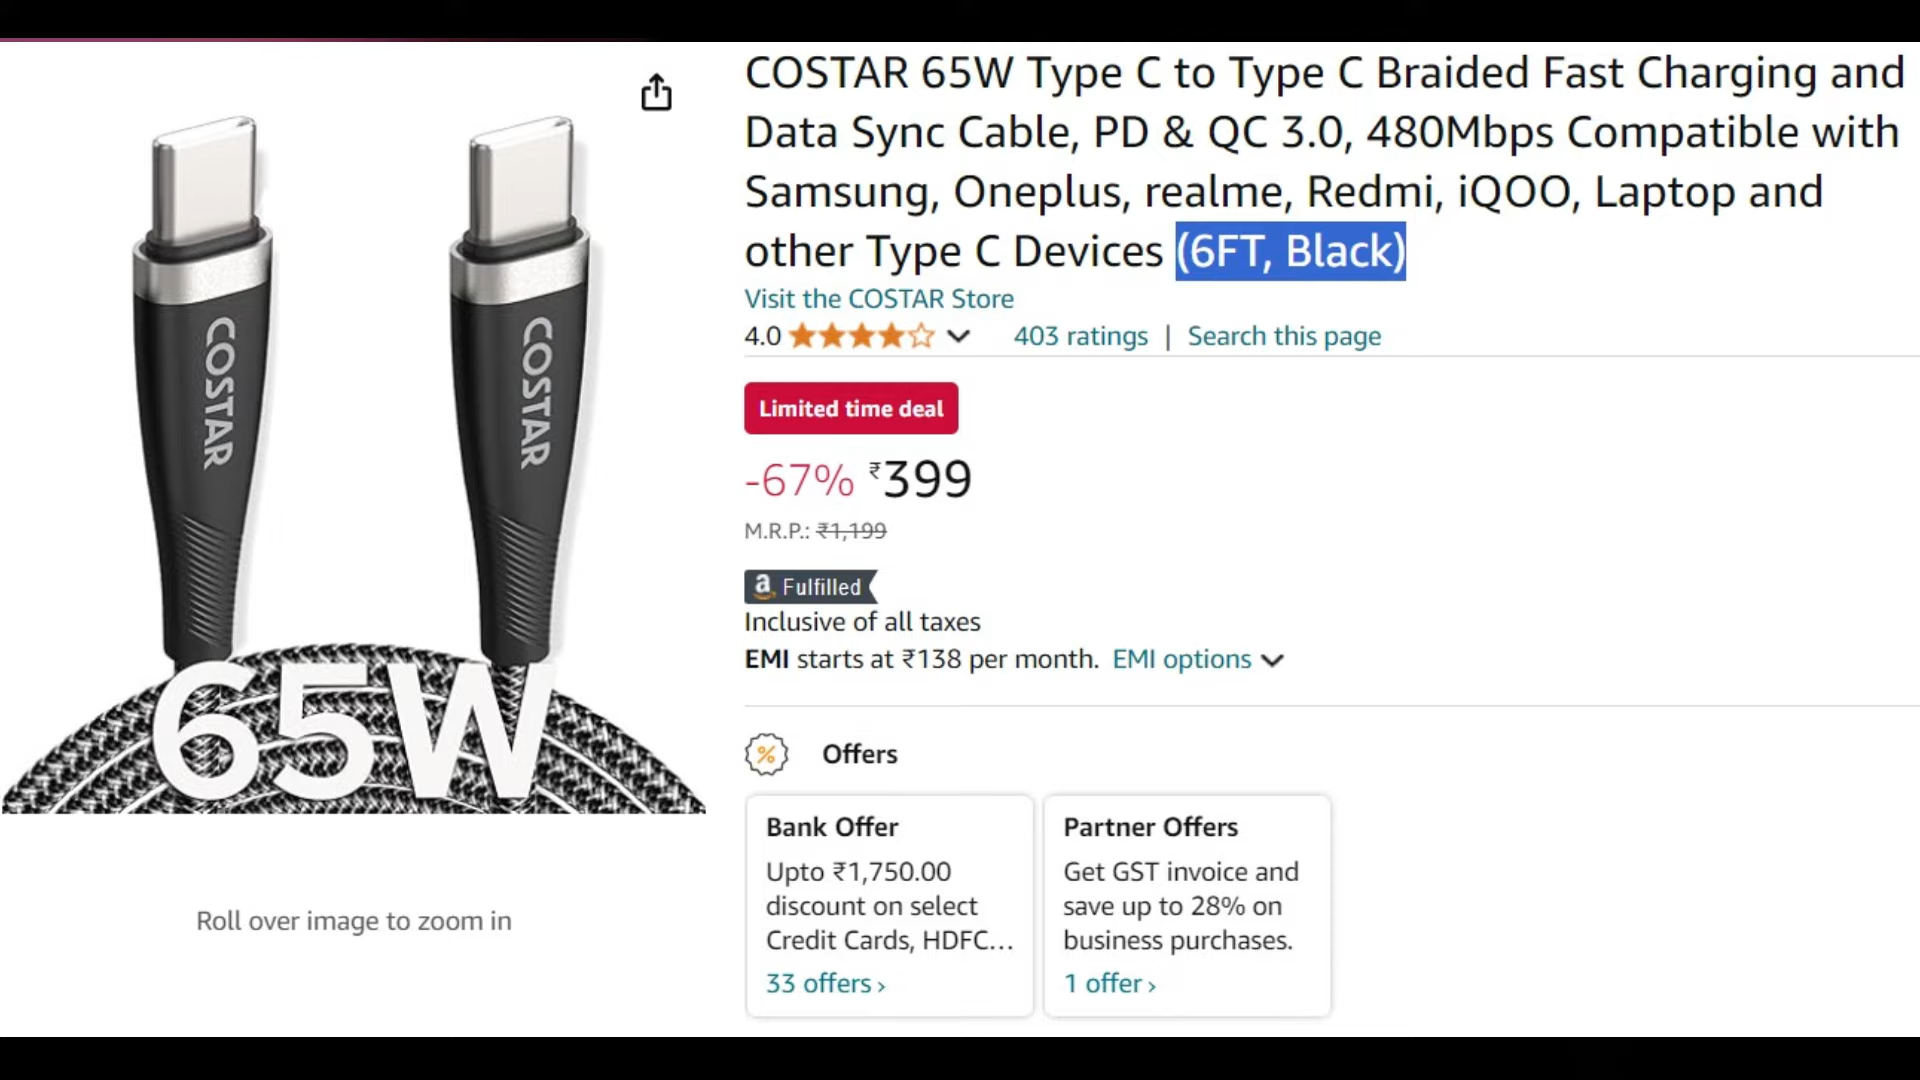 COSTAR 65W Type C to Type C Braided Fast Charging and
Data Sync Cable, PD & QC 3.0, 480Mbps Compatible with
Samsung, Oneplus, realme, Redmi, iQOO, Laptop and
other Type C Devices (6FT, Black)
Visit the COSTAR Store
4.0 403 ratings | Search this page
Limited time deal
-67% ₹399
M.R.P.: ₹1,199
a Fulfilled
Inclusive of all taxes
EMI starts at ₹138 per month. EMI options
% Offers
Bank Offer
Upto ₹1,750.00
discount on select
Credit Cards, HDFC...
33 offers ›
Partner Offers
Get GST invoice and
save up to 28% on
business purchases.
1 offer ›
COSTAR
COSTAR
65W
Roll over image to zoom in